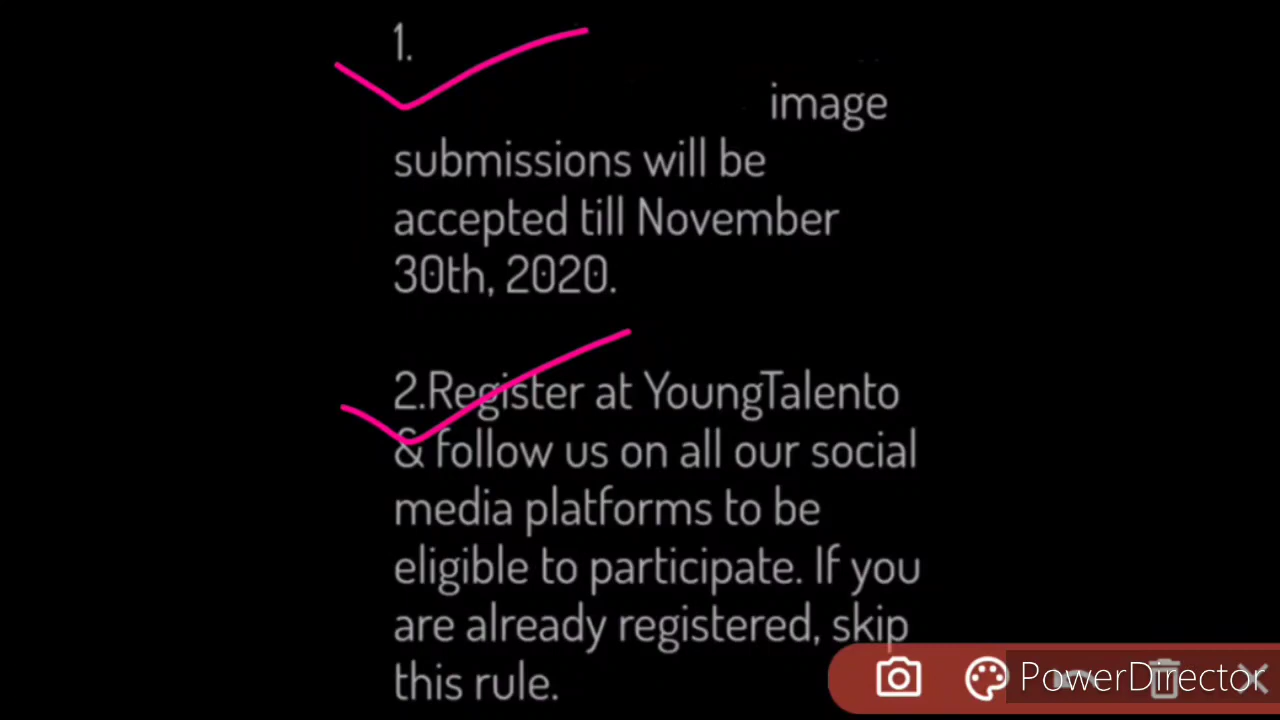 1.
image
submissions will be
accepted till November
30th, 2020.
2.Register at YoungTalento
& follow us on all our social
media platforms to be
eligible to participate. If you
are already registered, skip
this rule.
PowerDirector